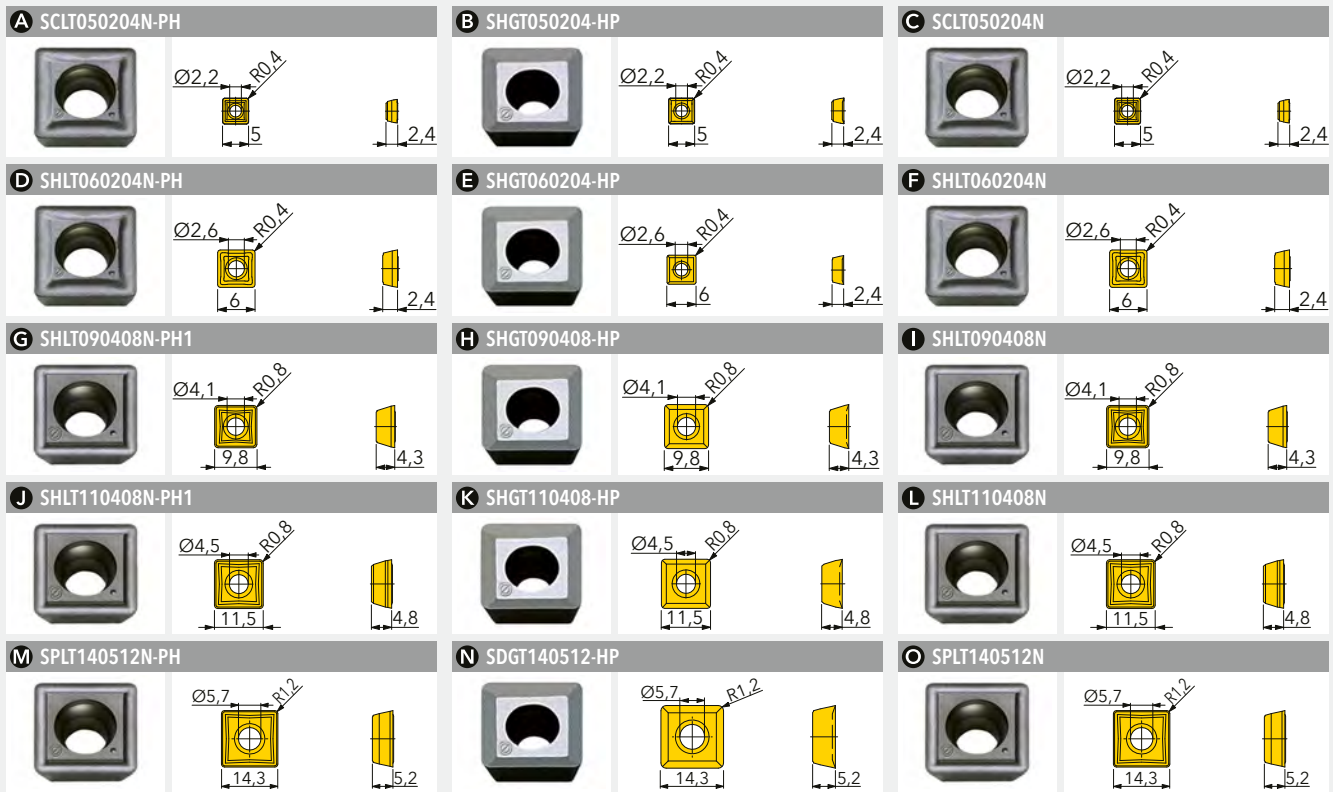 A SCLT050204N-PH
Ø2,2
R0,4
5
2,4
B SHGT050204-HP
Ø2,2
R0,4
5
2,4
C SCLT050204N
Ø2,2
R0,4
5
2,4
D SHLT060204N-PH
Ø2,6
R0,4
6
2,4
E SHGT060204-HP
Ø2,6
R0,4
6
2,4
F SHLT060204N
Ø2,6
R0,4
6
2,4
G SHLT090408N-PH1
Ø4,1
R0,8
9,8
4,3
H SHGT090408-HP
Ø4,1
R0,8
9,8
4,3
I SHLT090408N
Ø4,1
R0,8
9,8
4,3
J SHLT110408N-PH1
Ø4,5
R0,8
11,5
4,8
K SHGT110408-HP
Ø4,5
R0,8
11,5
4,8
L SHLT110408N
Ø4,5
R0,8
11,5
4,8
M SPLT140512N-PH
Ø5,7
R1,2
14,3
5,2
N SDGT140512-HP
Ø5,7
R1,2
14,3
5,2
O SPLT140512N
Ø5,7
R1,2
14,3
5,2